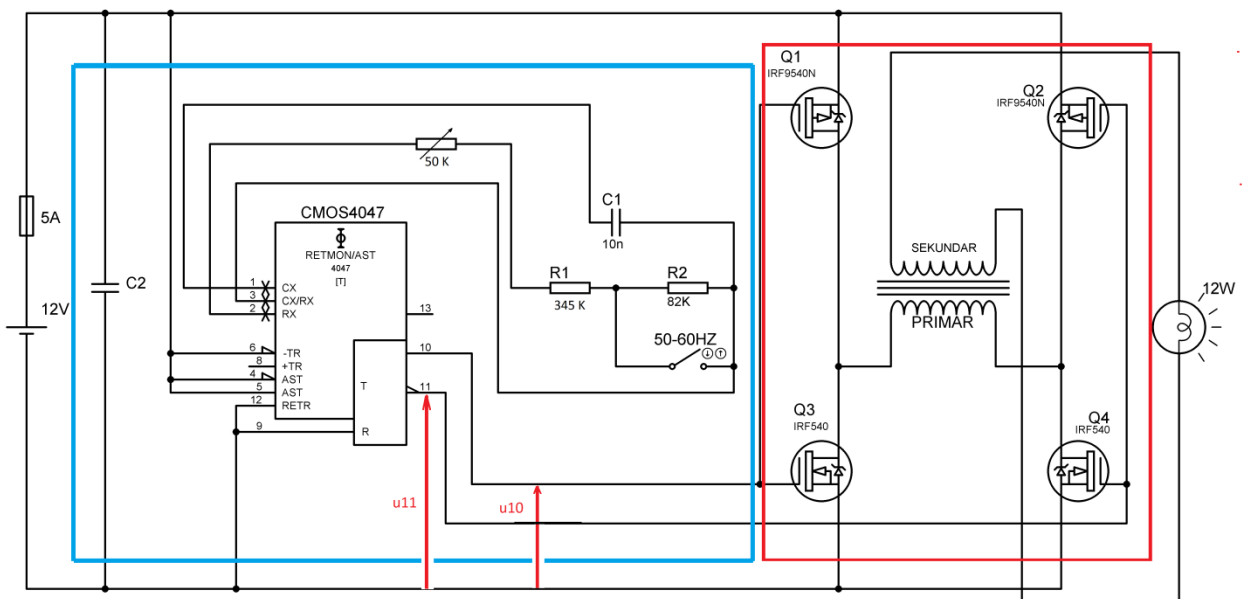 Q1
IRF9540N
Q2
IRF9540N
50 K
C1
10n
5A
CMOS4047
RETMON/AST
4047
[T]
SEKUNDAR
C2
R1
345 K
R2
82K
12W
1
CX
3
CX/RX
2
RX
13
12V
PRIMAR
50-60HZ
6
-TR
10
8
+TR
4
AST
T
11
5
AST
12
RETR
Q3
IRF540
Q4
IRF540
9
R
u11
u10